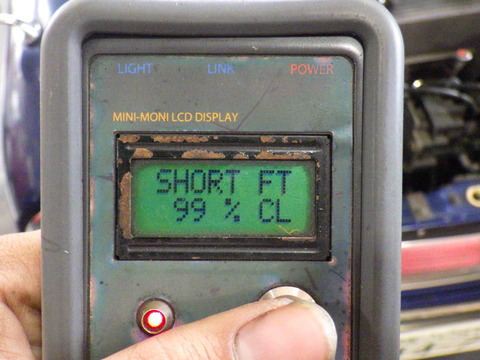 LIGHT LINK POWER
MINI-MONI LCD DISPLAY
SHORT FT
99 % CL